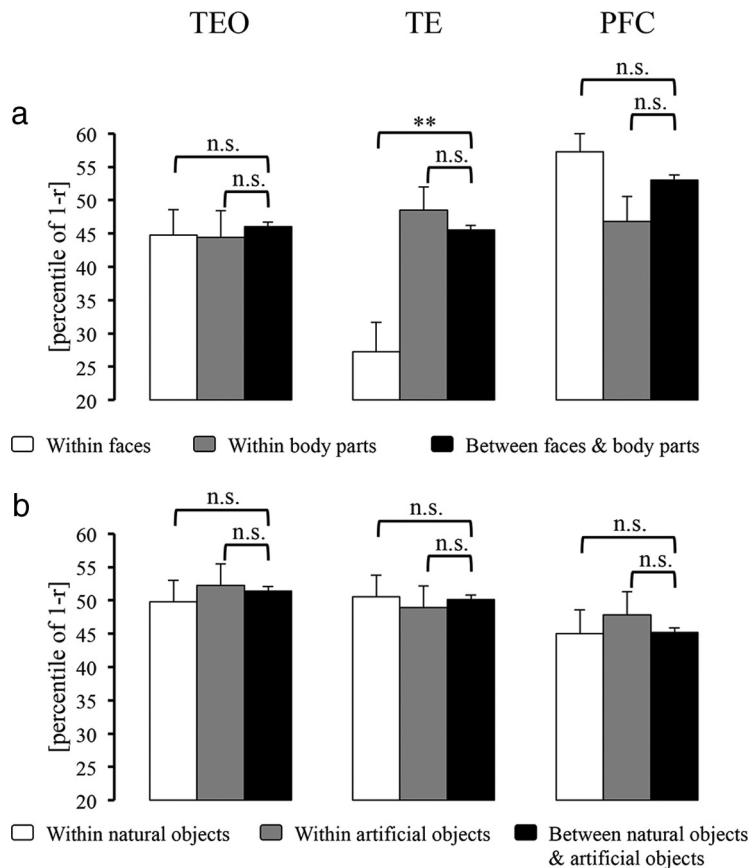 TEO TE PFC
a
n.s. n.s.
n.s. ** n.s.
n.s. n.s.
[percentile of 1-r]
60
55
50
45
40
35
30
25
20
Within faces Within body parts Between faces & body parts
b
n.s. n.s. n.s.
n.s. n.s. n.s.
[percentile of 1-r]
60
55
50
45
40
35
30
25
20
Within natural objects Within artificial objects Between natural objects
& artificial objects